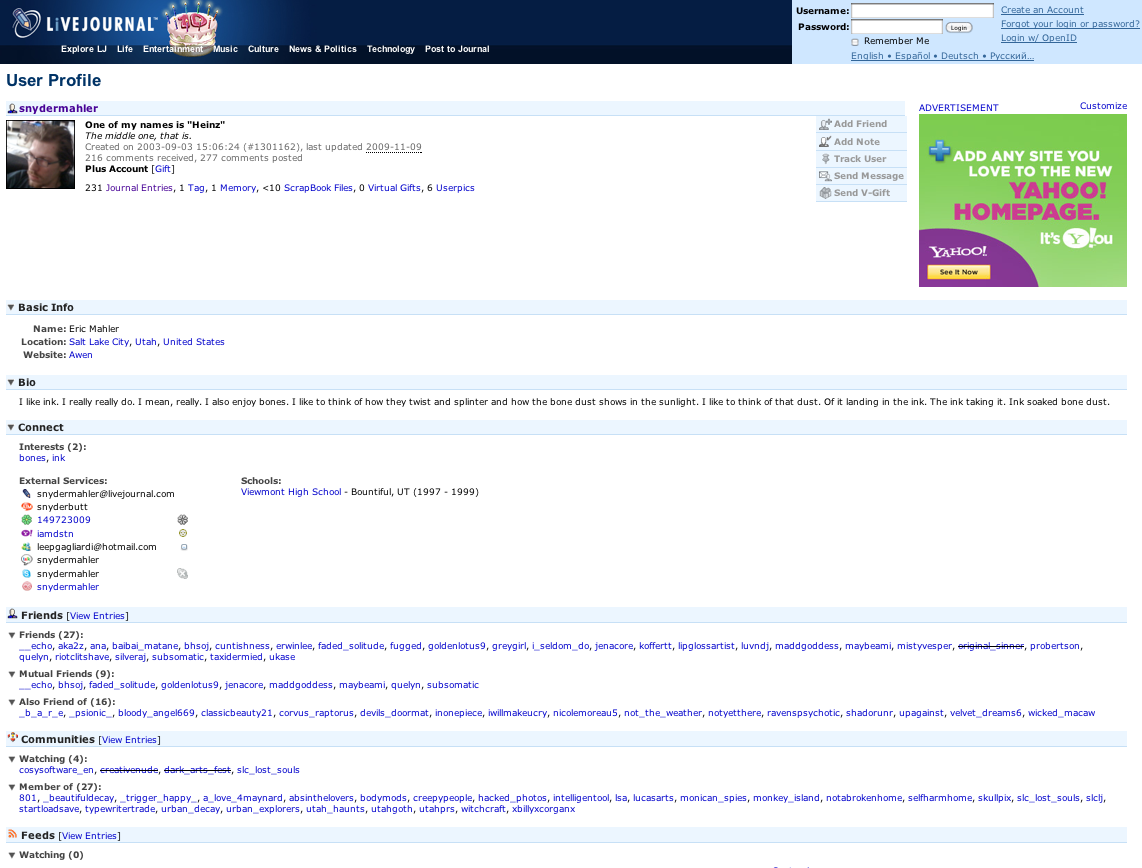 LiVEJOURNAL™
Explore LJ Life Entertainment Music Culture News & Politics Technology Post to Journal
Username:
Password: Login
Remember Me
English • Español • Deutsch • Русский…
Create an Account
Forgot your login or password?
Login w/ OpenID
User Profile
snydermahler
One of my names is "Heinz"
The middle one, that is.
Created on 2003-09-03 15:06:24 (#1301162), last updated 2009-11-09
216 comments received, 277 comments posted
Plus Account [Gift]
231 Journal Entries, 1 Tag, 1 Memory, <10 ScrapBook Files, 0 Virtual Gifts, 6 Userpics
Add Friend
Add Note
Track User
Send Message
Send V-Gift
ADVERTISEMENT Customize
ADD ANY SITE YOU
LOVE TO THE NEW
YAHOO!
HOMEPAGE.
It's Y!ou
YAHOO!
See It Now
Basic Info
Name: Eric Mahler
Location: Salt Lake City, Utah, United States
Website: Awen
Bio
I like ink. I really really do. I mean, really. I also enjoy bones. I like to think of how they twist and splinter and how the bone dust shows in the sunlight. I like to think of that dust. Of it landing in the ink. The ink taking it. Ink soaked bone dust.
Connect
Interests (2):
bones, ink
External Services:
snydermahler@livejournal.com
snyderbutt
149723009
iamdstn
leepgagliardi@hotmail.com
snydermahler
snydermahler
snydermahler
Schools:
Viewmont High School - Bountiful, UT (1997 - 1999)
Friends [View Entries]
Friends (27):
__echo, aka2z, ana, baibai_matane, bhsoj, cuntishness, erwinlee, faded_solitude, fugged, goldenlotus9, greygirl, i_seldom_do, jenacore, koffertt, lipglossartist, luvndj, maddgoddess, maybeami, mistyvesper, original_sinner, probertson,
quelyn, riotclitshave, silveraj, subsomatic, taxidermied, ukase
Mutual Friends (9):
__echo, bhsoj, faded_solitude, goldenlotus9, jenacore, maddgoddess, maybeami, quelyn, subsomatic
Also Friend of (16):
_b_a_r_e, _psionic_, bloody_angel669, classicbeauty21, corvus_raptorus, devils_doormat, inonepiece, iwillmakeucry, nicolemoreau5, not_the_weather, notyetthere, ravenspsychotic, shadorunr, upagainst, velvet_dreams6, wicked_macaw
Communities [View Entries]
Watching (4):
cosysoftware_en, creativenude, dark_arts_fest, slc_lost_souls
Member of (27):
801, _beautifuldecay, _trigger_happy_, a_love_4maynard, absinthelovers, bodymods, creepypeople, hacked_photos, intelligentool, lsa, lucasarts, monican_spies, monkey_island, notabrokenhome, selfharmhome, skullpix, slc_lost_souls, slclj,
startloadsave, typewritertrade, urban_decay, urban_explorers, utah_haunts, utahgoth, utahprs, witchcraft, xbillyxcorganx
Feeds [View Entries]
Watching (0)